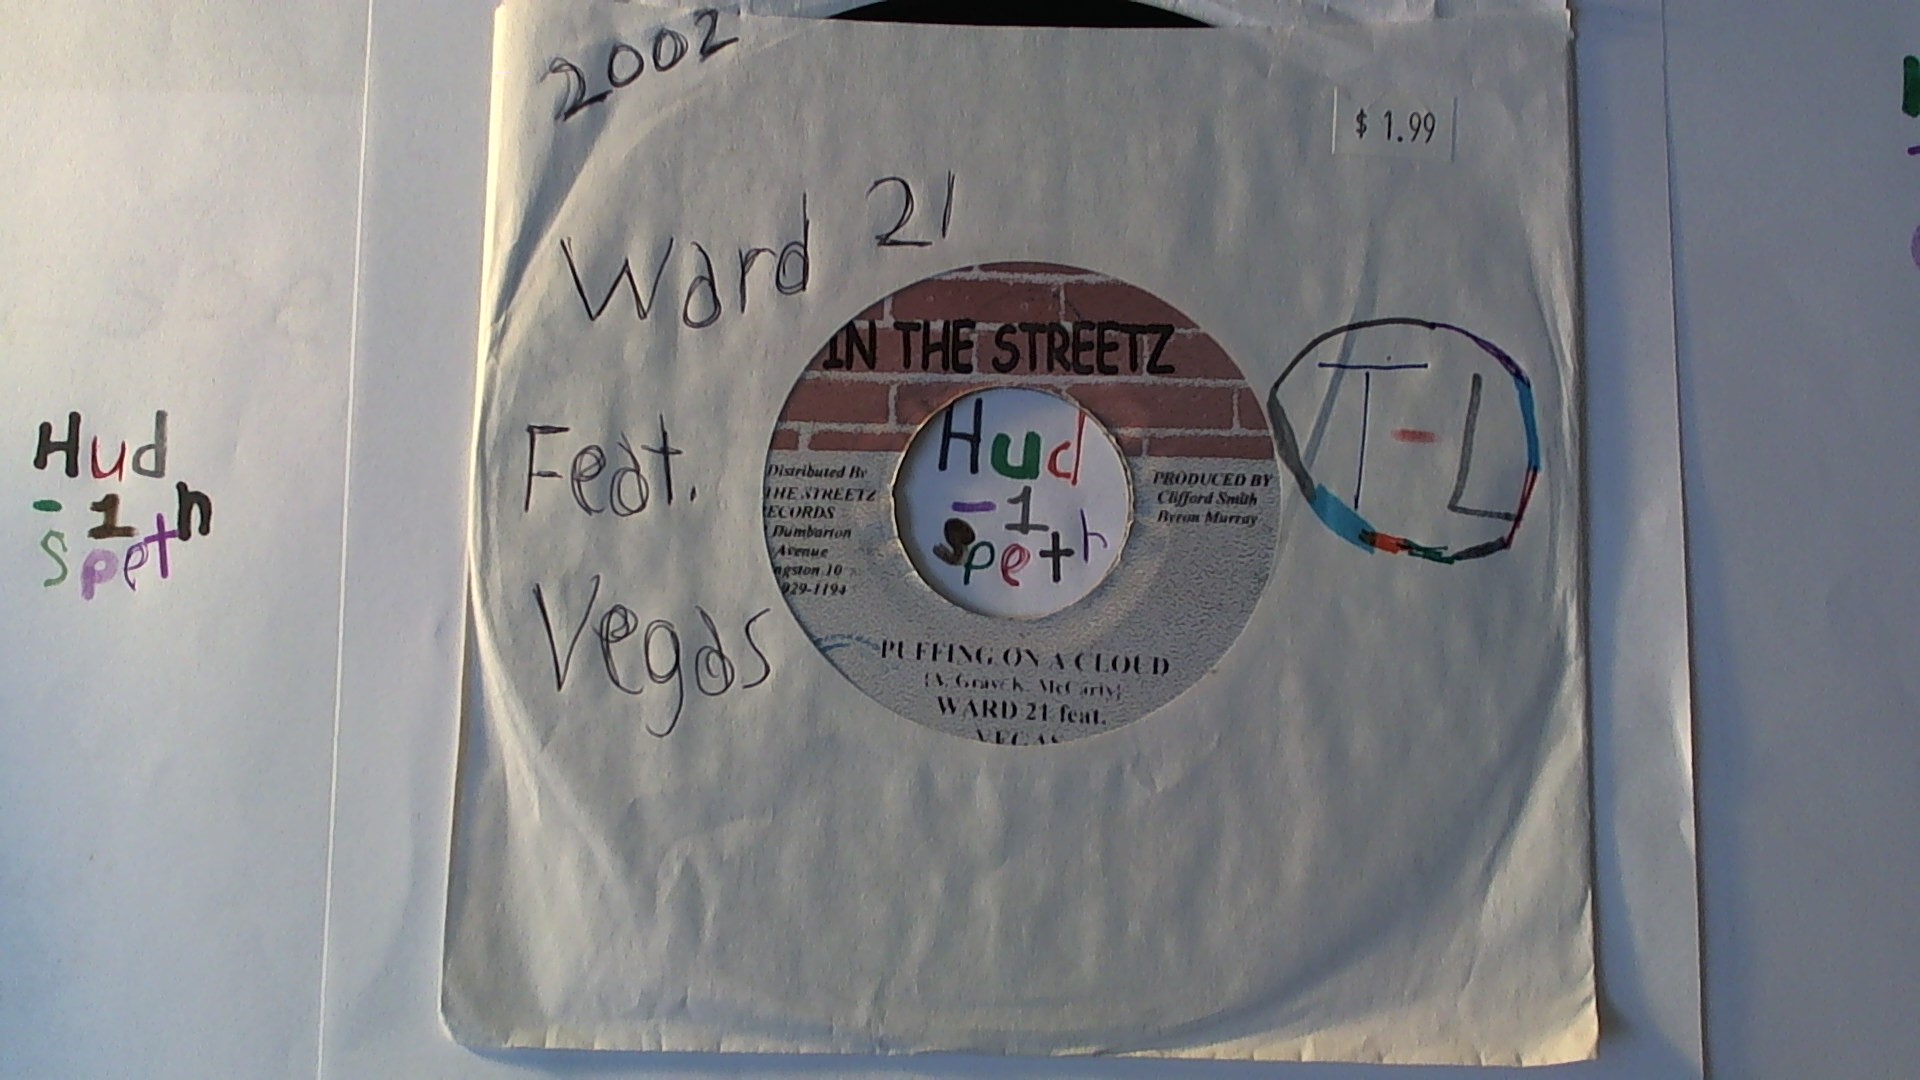 2002
$ 1.99
Ward 21
Feat.
Vegas
IN THE STREETZ
Distributed By
THE STREETZ
ECORDS
Dumbarton
Avenue
ngston 10
929-1194
PRODUCED BY
Clifford Smith
Byron Murray
PUFFING ON A CLOUD
WARD 21 feat.
VEGAS
Hud
-1
Speth
T-L
Hud
-1
Speth